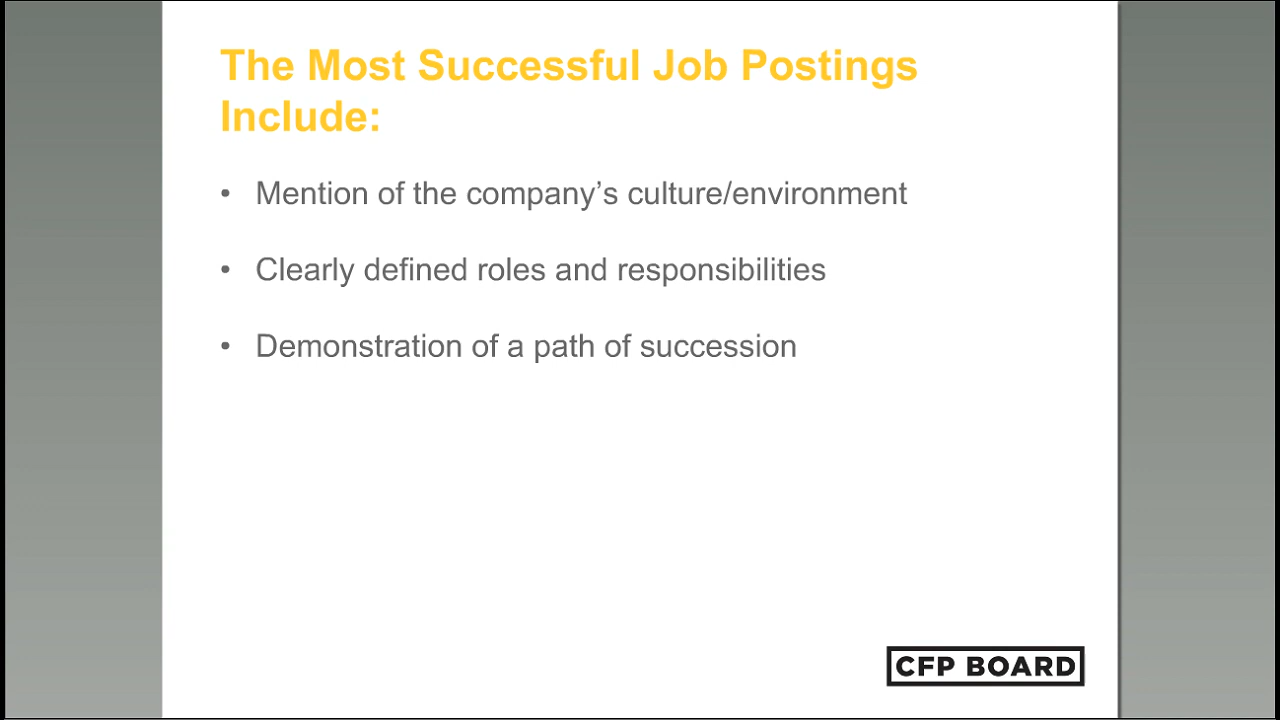 The Most Successful Job Postings
Include:
• Mention of the company’s culture/environment
• Clearly defined roles and responsibilities
• Demonstration of a path of succession
CFP BOARD